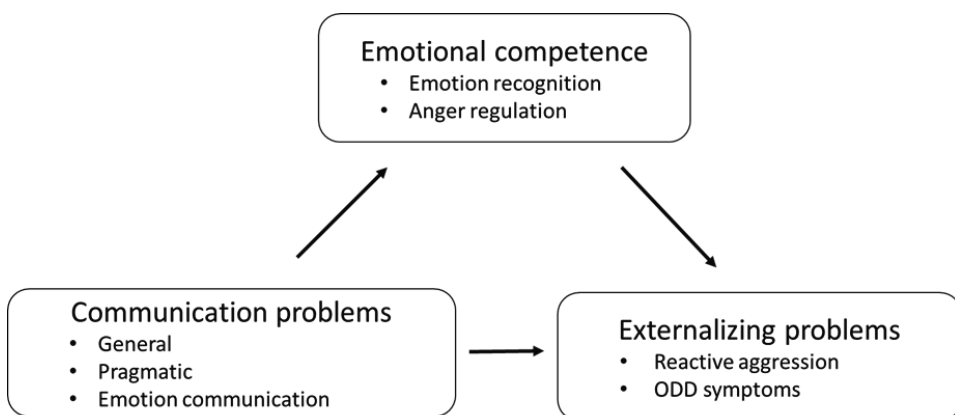 Emotional competence
• Emotion recognition
• Anger regulation
Communication problems
• General
• Pragmatic
• Emotion communication
Externalizing problems
• Reactive aggression
• ODD symptoms